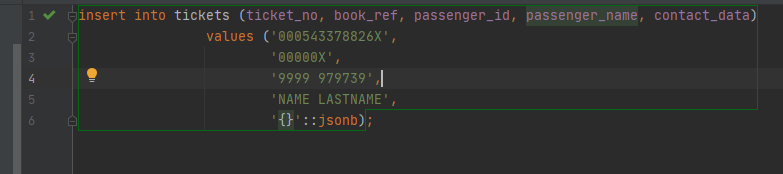 1 insert into tickets (ticket_no, book_ref, passenger_id, passenger_name, contact_data)
2 values ('000543378826X',
3 '00000X',
4 '9999 979739',
5 'NAME LASTNAME',
6 '{}'::jsonb);